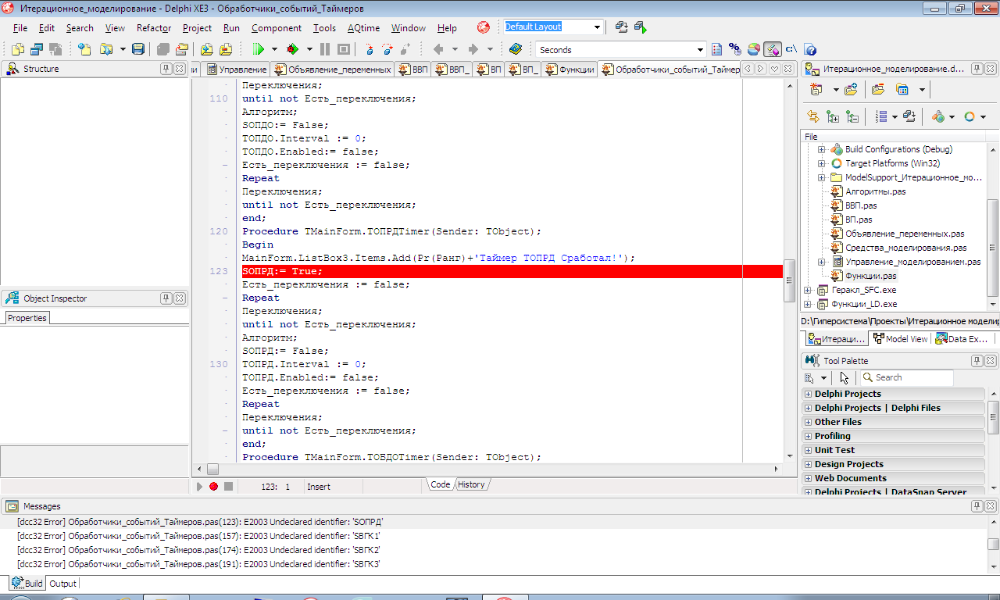 Итерационное_моделирование - Delphi XE3 - Обработчики_событий_Таймеров
File Edit Search View Refactor Project Run Component Tools AQtime Window Help
Default Layout
Seconds
Structure
Управление Объявление_переменных ВВП ВВП_ ВП ВП_ Функции Обработчики_событий_Таймер
Переключения;
110 until not Есть_переключения;
Алгоритм;
SОПДО:= False;
ТОПДО.Interval := 0;
ТОПДО.Enabled:= false;
Есть_переключения := false;
Repeat
Переключения;
until not Есть_переключения;
end;
120 Procedure TMainForm.ТОПРДTimer(Sender: TObject);
Begin
MainForm.ListBox3.Items.Add(Pr(Ранг)+'Таймер ТОПРД Сработал!');
123 SОПРД:= True;
Есть_переключения := false;
Repeat
Переключения;
until not Есть_переключения;
Алгоритм;
SОПРД:= False;
130 ТОПРД.Interval := 0;
ТОПРД.Enabled:= false;
Есть_переключения := false;
Repeat
Переключения;
until not Есть_переключения;
end;
Procedure TMainForm.ТОВДОTimer(Sender: TObject);
123: 1 Insert
Code History
Object Inspector
Properties
Итерационное_моделирование.d...
File
Build Configurations (Debug)
Target Platforms (Win32)
ModelSupport_Итерационное_мо...
Алгоритмы.pas
ВВП.pas
ВП.pas
Объявление_переменных.pas
Средства_моделирования.pas
Управление_моделированием.pas
Функции.pas
Геракл_SFC.exe
Функции_LD.exe
D:\Гиперсистема\Проекты\Итерационное модели
Итераци... Model View Data Ex...
Tool Palette
Search
Delphi Projects
Delphi Projects | Delphi Files
Other Files
Profiling
Unit Test
Design Projects
Web Documents
Delphi Projects | DataSnap Server
Messages
[dcc32 Error] Обработчики_событий_Таймеров.pas(123): E2003 Undeclared identifier: 'SОПРД'
[dcc32 Error] Обработчики_событий_Таймеров.pas(157): E2003 Undeclared identifier: 'SВГК1'
[dcc32 Error] Обработчики_событий_Таймеров.pas(174): E2003 Undeclared identifier: 'SВГК2'
[dcc32 Error] Обработчики_событий_Таймеров.pas(191): E2003 Undeclared identifier: 'SВГК3'
Build Output